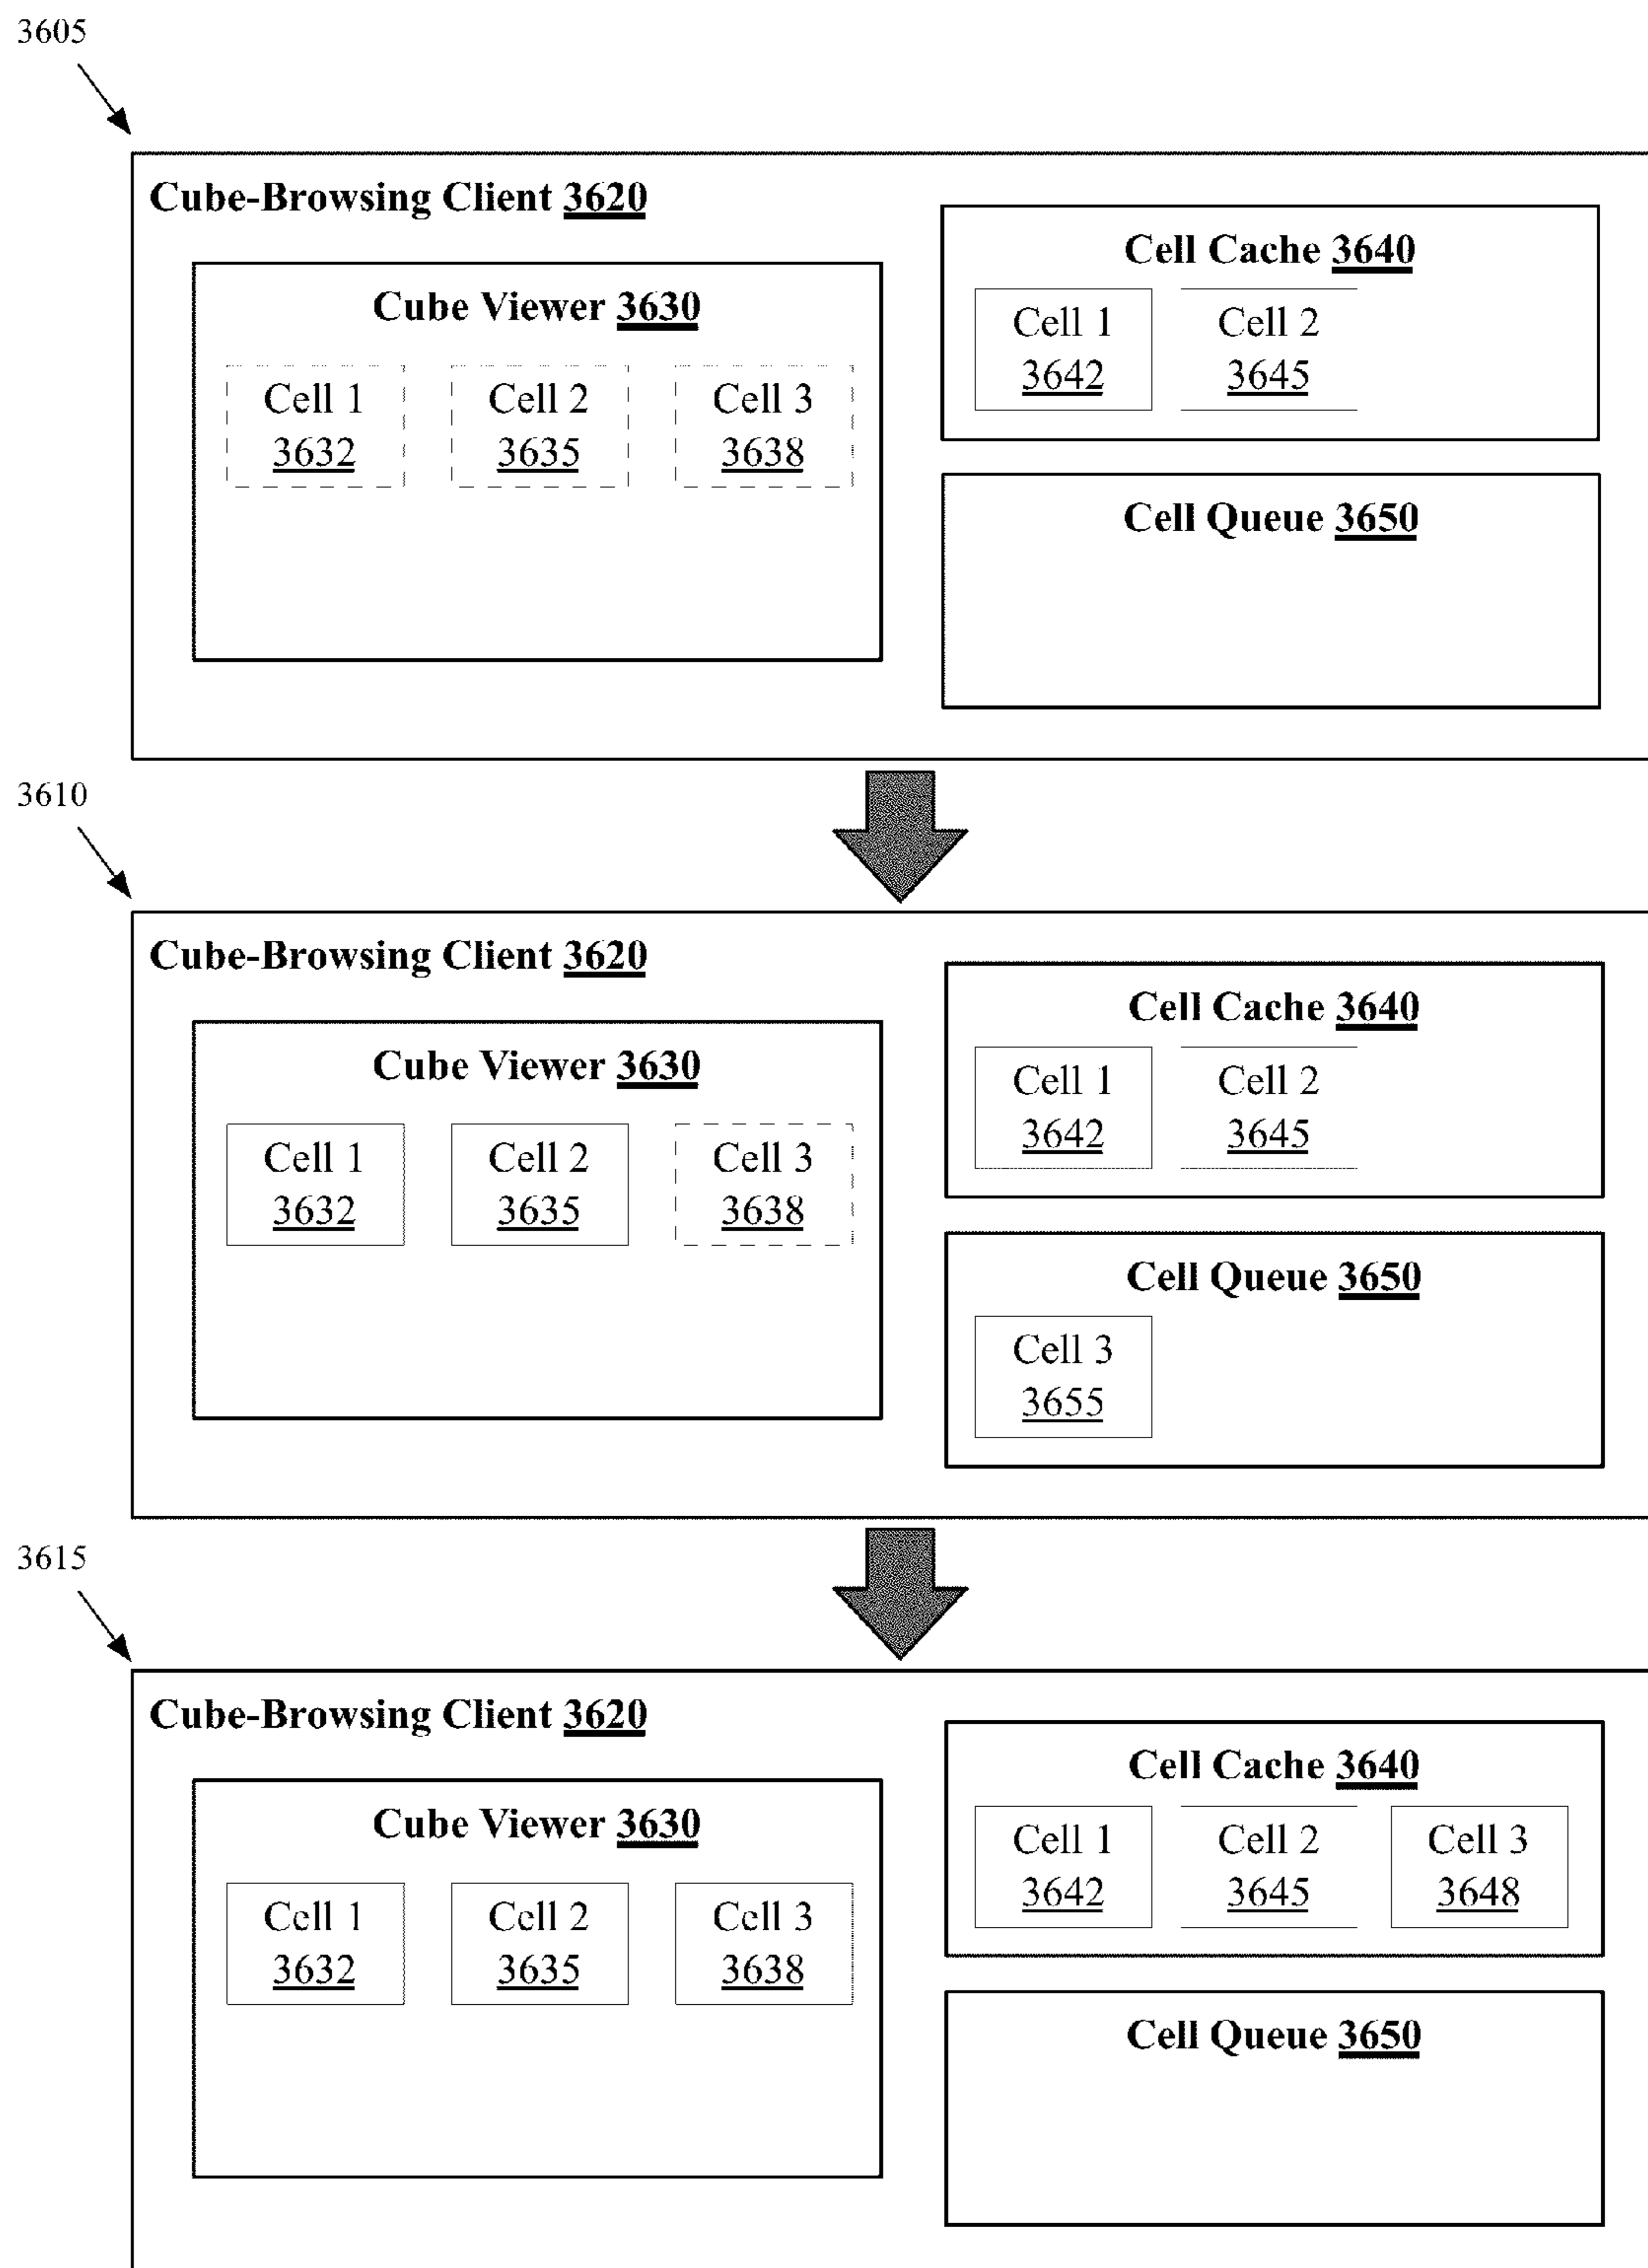 3605
Cube-Browsing Client 3620
Cube Viewer 3630
Cell 1
3632
Cell 2
3635
Cell 3
3638
Cell Cache 3640
Cell 1
3642
Cell 2
3645
Cell Queue 3650
3610
Cube-Browsing Client 3620
Cube Viewer 3630
Cell 1
3632
Cell 2
3635
Cell 3
3638
Cell Cache 3640
Cell 1
3642
Cell 2
3645
Cell Queue 3650
Cell 3
3655
3615
Cube-Browsing Client 3620
Cube Viewer 3630
Cell 1
3632
Cell 2
3635
Cell 3
3638
Cell Cache 3640
Cell 1
3642
Cell 2
3645
Cell 3
3648
Cell Queue 3650